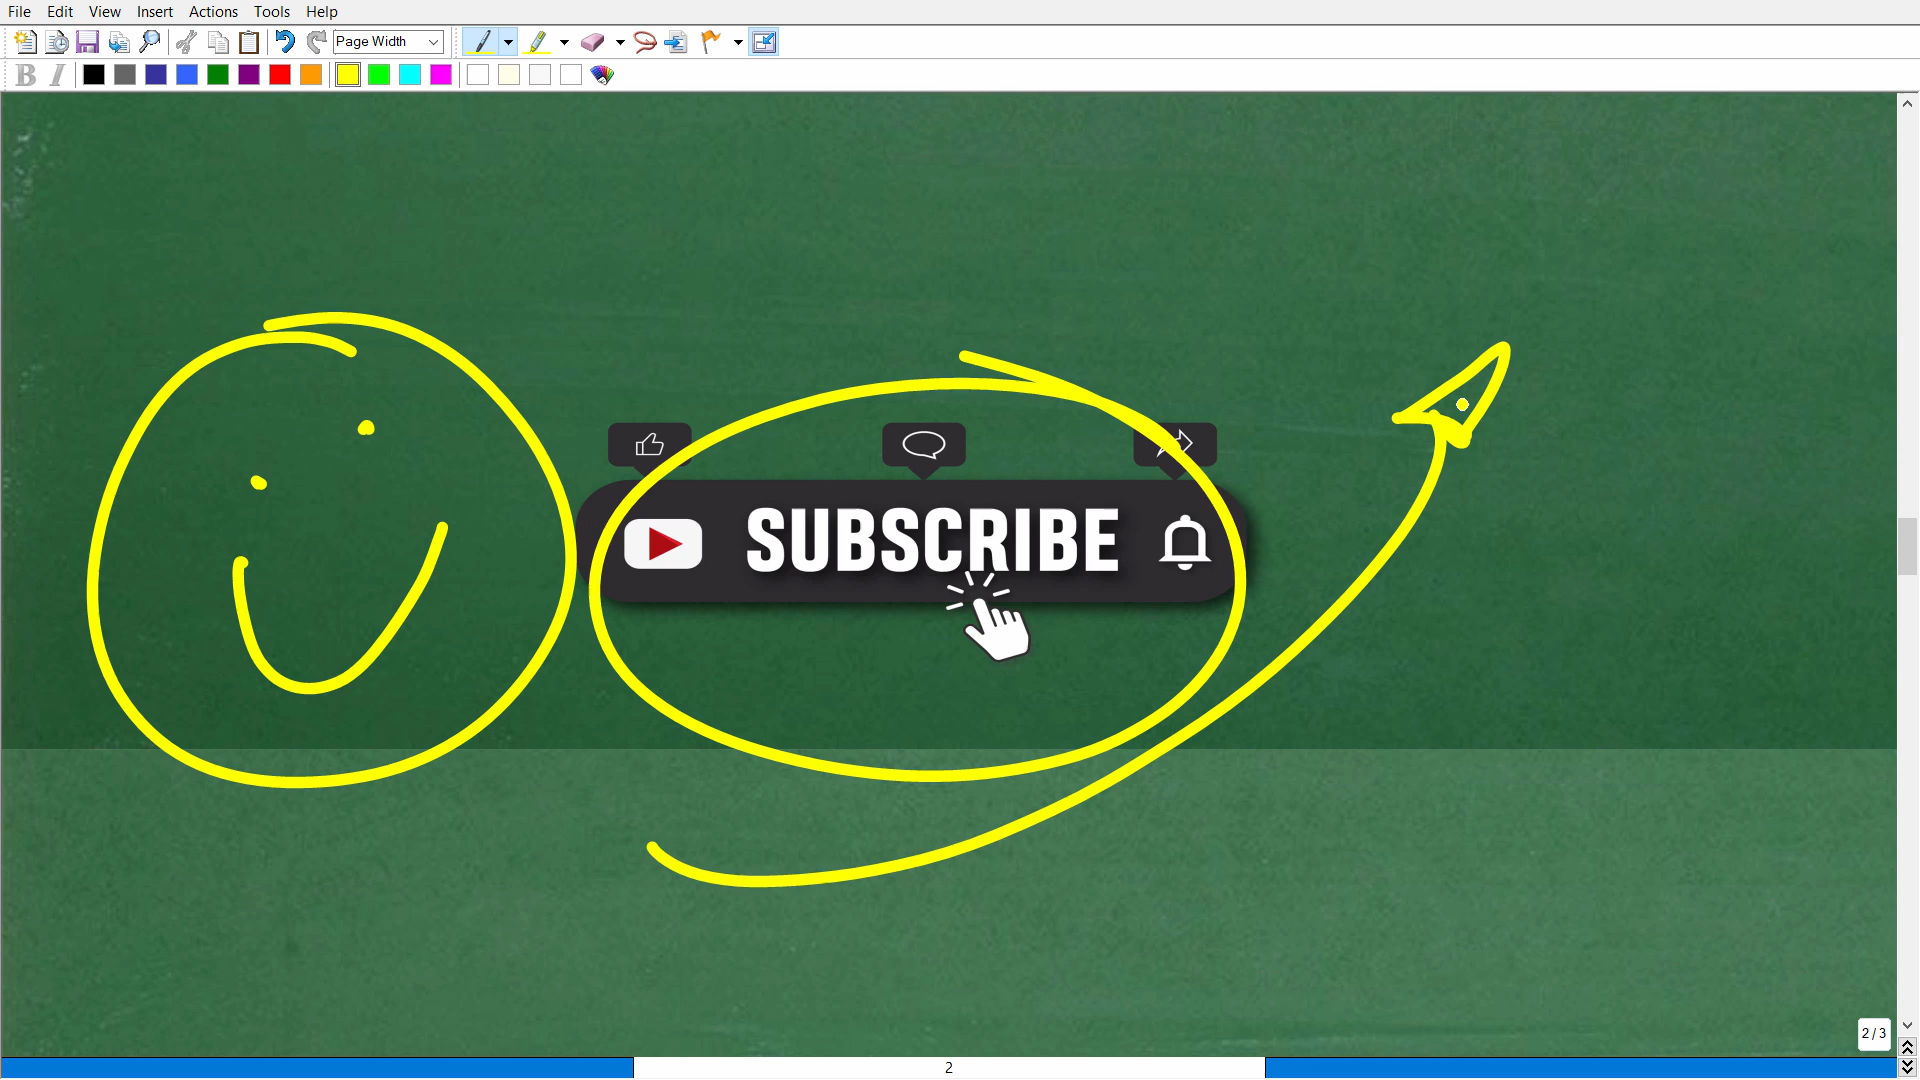 File Edit View Insert Actions Tools Help
Page Width
B I
SUBSCRIBE
2 / 3
2